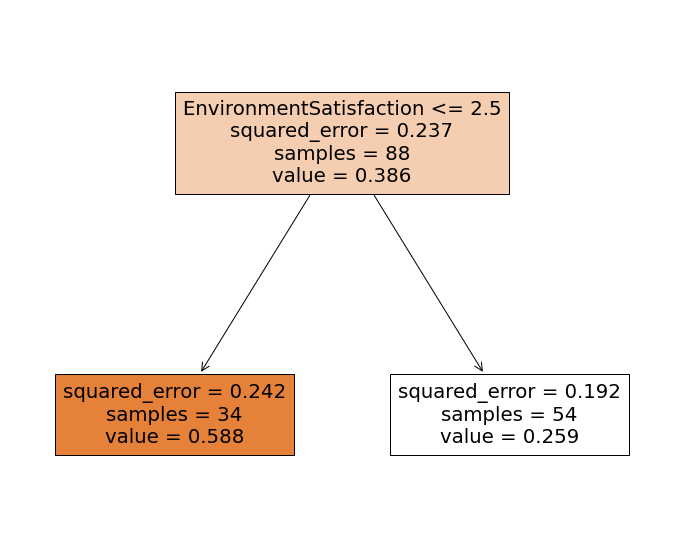 EnvironmentSatisfaction <= 2.5
squared_error = 0.237
samples = 88
value = 0.386
squared_error = 0.242
samples = 34
value = 0.588
squared_error = 0.192
samples = 54
value = 0.259